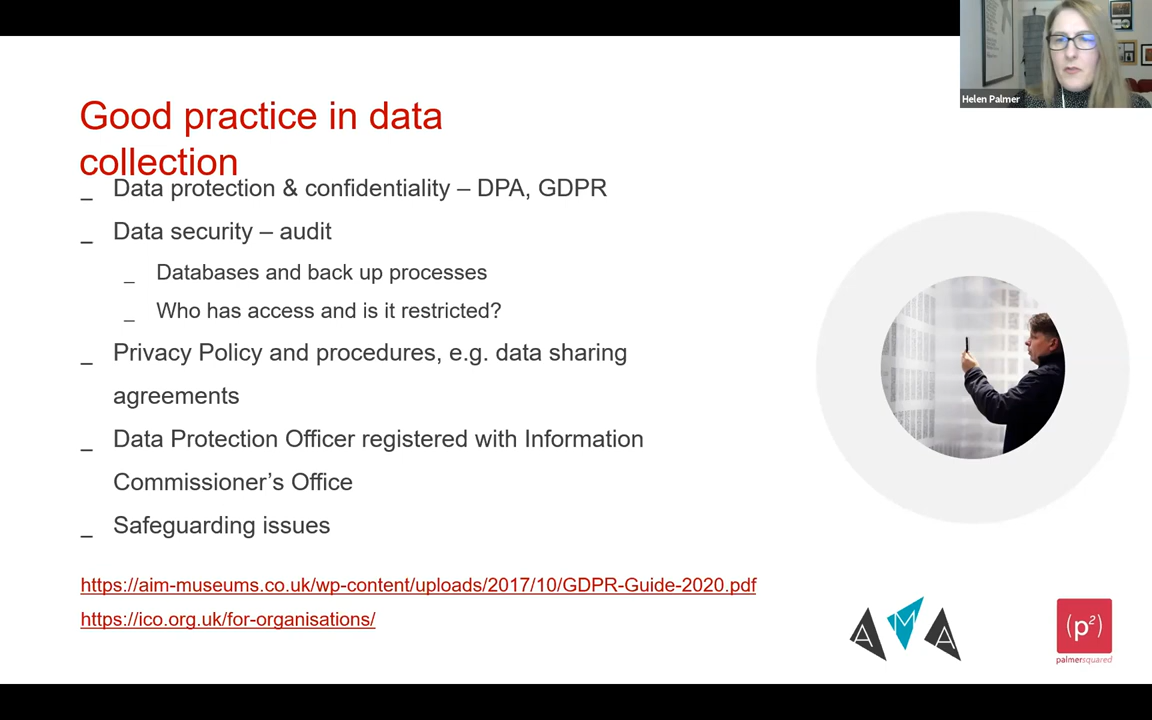 Helen Palmer
Good practice in data
collection
_ Data protection & confidentiality – DPA, GDPR
_ Data security – audit
_ Databases and back up processes
_ Who has access and is it restricted?
_ Privacy Policy and procedures, e.g. data sharing
agreements
_ Data Protection Officer registered with Information
Commissioner’s Office
_ Safeguarding issues
https://aim-museums.co.uk/wp-content/uploads/2017/10/GDPR-Guide-2020.pdf
https://ico.org.uk/for-organisations/
AMA
(p²)
palmersquared